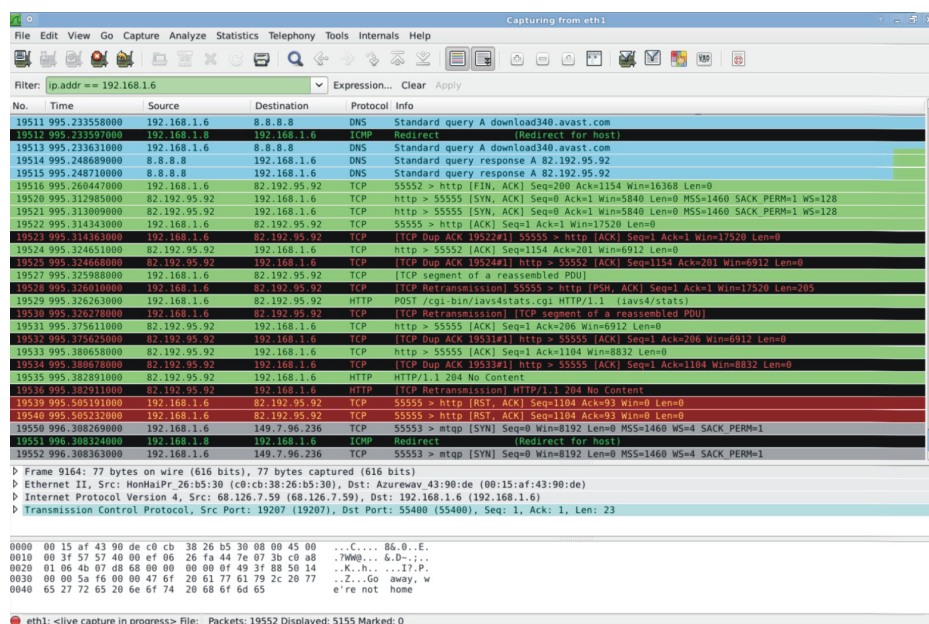 Capturing from eth1
File Edit View Go Capture Analyze Statistics Telephony Tools Internals Help
Filter: ip.addr == 192.168.1.6 Expression... Clear Apply
No. Time Source Destination Protocol Info
19511 995.233558000 192.168.1.6 8.8.8.8 DNS Standard query A download340.avast.com
19512 995.233597000 192.168.1.8 192.168.1.6 ICMP Redirect (Redirect for host)
19513 995.233631000 192.168.1.6 8.8.8.8 DNS Standard query A download340.avast.com
19514 995.248689000 8.8.8.8 192.168.1.6 DNS Standard query response A 82.192.95.92
19515 995.248710000 8.8.8.8 192.168.1.6 DNS Standard query response A 82.192.95.92
19516 995.260447000 192.168.1.6 82.192.95.92 TCP 55552 > http [FIN, ACK] Seq=200 Ack=1154 Win=16368 Len=0
19520 995.312985000 82.192.95.92 192.168.1.6 TCP http > 55555 [SYN, ACK] Seq=0 Ack=1 Win=5840 Len=0 MSS=1460 SACK_PERM=1 WS=128
19521 995.313009000 82.192.95.92 192.168.1.6 TCP http > 55555 [SYN, ACK] Seq=0 Ack=1 Win=5840 Len=0 MSS=1460 SACK_PERM=1 WS=128
19522 995.314343000 192.168.1.6 82.192.95.92 TCP 55555 > http [ACK] Seq=1 Ack=1 Win=17520 Len=0
19523 995.314363000 192.168.1.6 82.192.95.92 TCP [TCP Dup ACK 19522#1] 55555 > http [ACK] Seq=1 Ack=1 Win=17520 Len=0
19524 995.324651000 82.192.95.92 192.168.1.6 TCP http > 55552 [ACK] Seq=1154 Ack=201 Win=6912 Len=0
19525 995.324668000 82.192.95.92 192.168.1.6 TCP [TCP Dup ACK 19524#1] http > 55552 [ACK] Seq=1154 Ack=201 Win=6912 Len=0
19527 995.325988000 192.168.1.6 82.192.95.92 TCP [TCP segment of a reassembled PDU]
19528 995.326010000 192.168.1.6 82.192.95.92 TCP [TCP Retransmission] 55555 > http [PSH, ACK] Seq=1 Ack=1 Win=17520 Len=205
19529 995.326263000 192.168.1.6 82.192.95.92 HTTP POST /cgi-bin/iavs4stats.cgi HTTP/1.1 (iavs4/stats)
19530 995.326278000 192.168.1.6 82.192.95.92 TCP [TCP Retransmission] [TCP segment of a reassembled PDU]
19531 995.375611000 82.192.95.92 192.168.1.6 TCP http > 55555 [ACK] Seq=1 Ack=206 Win=6912 Len=0
19532 995.375625000 82.192.95.92 192.168.1.6 TCP [TCP Dup ACK 19531#1] http > 55555 [ACK] Seq=1 Ack=206 Win=6912 Len=0
19533 995.380658000 82.192.95.92 192.168.1.6 TCP http > 55555 [ACK] Seq=1 Ack=1104 Win=8832 Len=0
19534 995.380678000 82.192.95.92 192.168.1.6 TCP [TCP Dup ACK 19533#1] http > 55555 [ACK] Seq=1 Ack=1104 Win=8832 Len=0
19535 995.382891000 82.192.95.92 192.168.1.6 HTTP HTTP/1.1 204 No Content
19536 995.382911000 82.192.95.92 192.168.1.6 HTTP [TCP Retransmission] HTTP/1.1 204 No Content
19539 995.505191000 192.168.1.6 82.192.95.92 TCP 55555 > http [RST, ACK] Seq=1104 Ack=93 Win=0 Len=0
19540 995.505232000 192.168.1.6 82.192.95.92 TCP 55555 > http [RST, ACK] Seq=1104 Ack=93 Win=0 Len=0
19550 996.308269000 192.168.1.6 149.7.96.236 TCP 55553 > mtqp [SYN] Seq=0 Win=8192 Len=0 MSS=1460 WS=4 SACK_PERM=1
19551 996.308324000 192.168.1.8 192.168.1.6 ICMP Redirect (Redirect for host)
19552 996.308363000 192.168.1.6 149.7.96.236 TCP 55553 > mtqp [SYN] Seq=0 Win=8192 Len=0 MSS=1460 WS=4 SACK_PERM=1
Frame 9164: 77 bytes on wire (616 bits), 77 bytes captured (616 bits)
Ethernet II, Src: HonHaiPr_26:b5:30 (c0:cb:38:26:b5:30), Dst: Azurewav_43:90:de (00:15:af:43:90:de)
Internet Protocol Version 4, Src: 68.126.7.59 (68.126.7.59), Dst: 192.168.1.6 (192.168.1.6)
Transmission Control Protocol, Src Port: 19207 (19207), Dst Port: 55400 (55400), Seq: 1, Ack: 1, Len: 23
0000 00 15 af 43 90 de c0 cb 38 26 b5 30 08 00 45 00 ...C.... 8&.0..E.
0010 00 3f 57 57 40 00 ef 06 26 fa 44 7e 07 3b c0 a8 .?WW@... &.D~.;..
0020 01 06 4b 07 d8 68 00 00 00 0f 49 3f 88 50 14 ..K..h.. ...I?.P.
0030 00 00 5a f6 00 00 47 6f 20 61 77 61 79 2c 20 77 ..Z...Go away, w
0040 65 27 72 65 20 6e 6f 74 20 68 6f 6d 65 e're not home
eth1: <live capture in progress> File: Packets: 19552 Displayed: 5155 Marked: 0